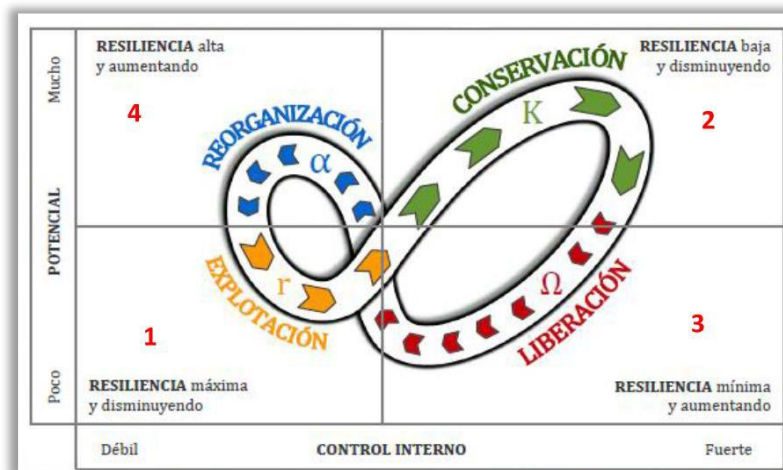 RESILIENCIA alta
y aumentando
RESILIENCIA baja
y disminuyendo
4
2
REORGANIZACIÓN
α
CONSERVACIÓN
K
EXPLOTACIÓN
r
LIBERACIÓN
Ω
1
3
RESILIENCIA máxima
y disminuyendo
RESILIENCIA mínima
y aumentando
Mucho
POTENCIAL
Poco
Débil
CONTROL INTERNO
Fuerte